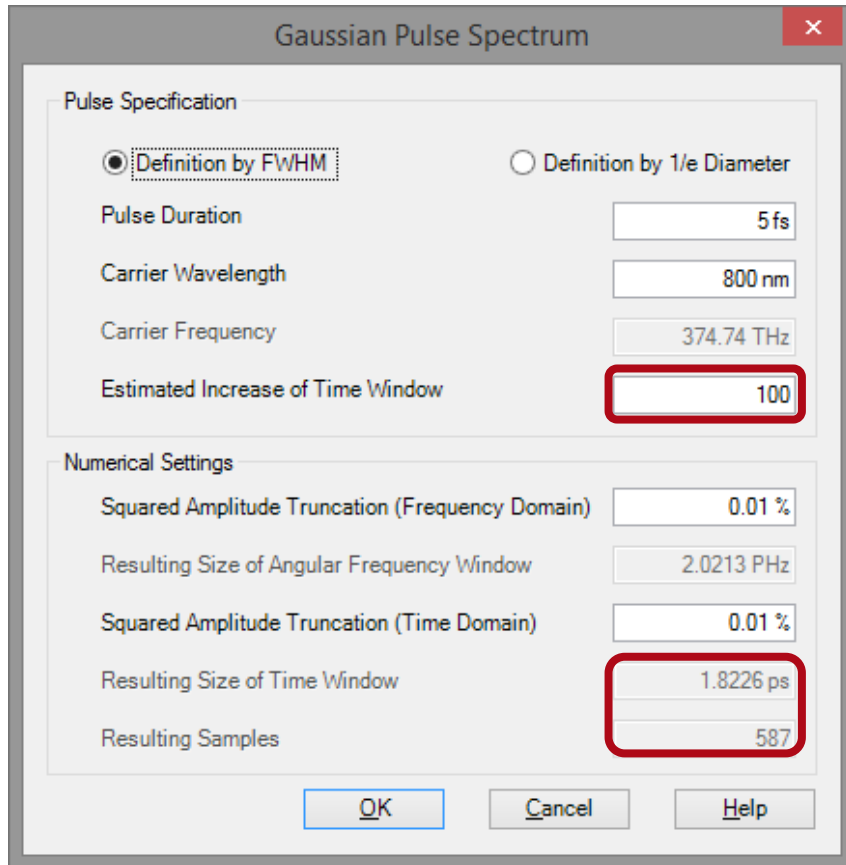 Gaussian Pulse Spectrum
Pulse Specification
Definition by FWHM Definition by 1/e Diameter
Pulse Duration 5 fs
Carrier Wavelength 800 nm
Carrier Frequency 374.74 THz
Estimated Increase of Time Window 100
Numerical Settings
Squared Amplitude Truncation (Frequency Domain) 0.01 %
Resulting Size of Angular Frequency Window 2.0213 PHz
Squared Amplitude Truncation (Time Domain) 0.01 %
Resulting Size of Time Window 1.8226 ps
Resulting Samples 587
OK Cancel Help